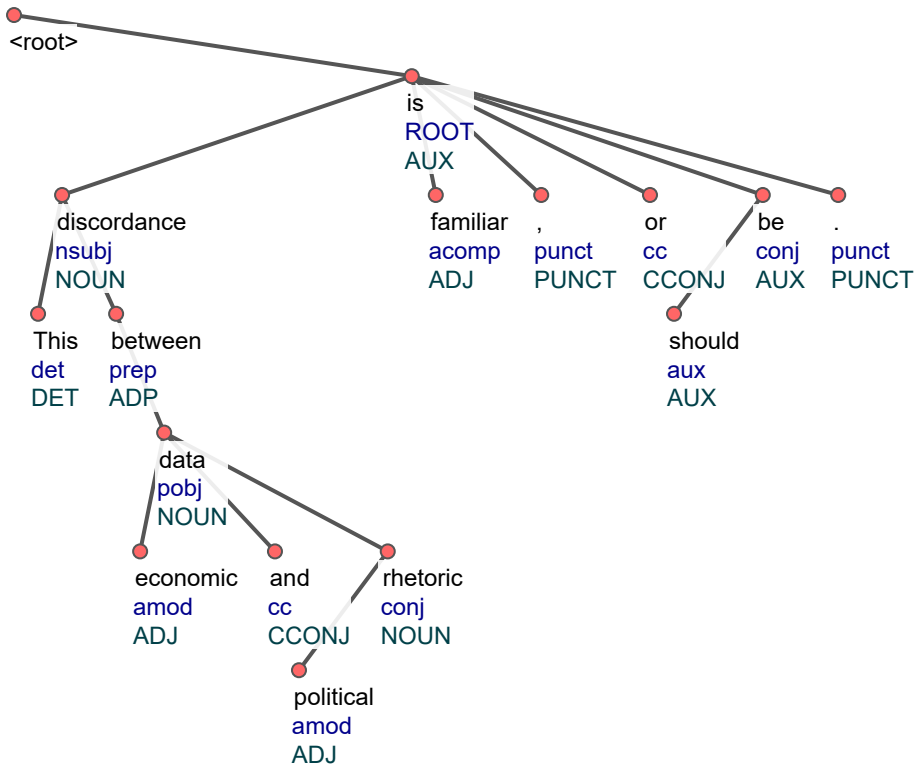 <root>
is
ROOT
AUX
discordance familiar , or be .
nsubj acomp punct cc conj punct
NOUN ADJ PUNCT CCONJ AUX PUNCT
This between should
det prep aux
DET ADP AUX
data
pobj
NOUN
economic and rhetoric
amod cc conj
ADJ CCONJ NOUN
political
amod
ADJ